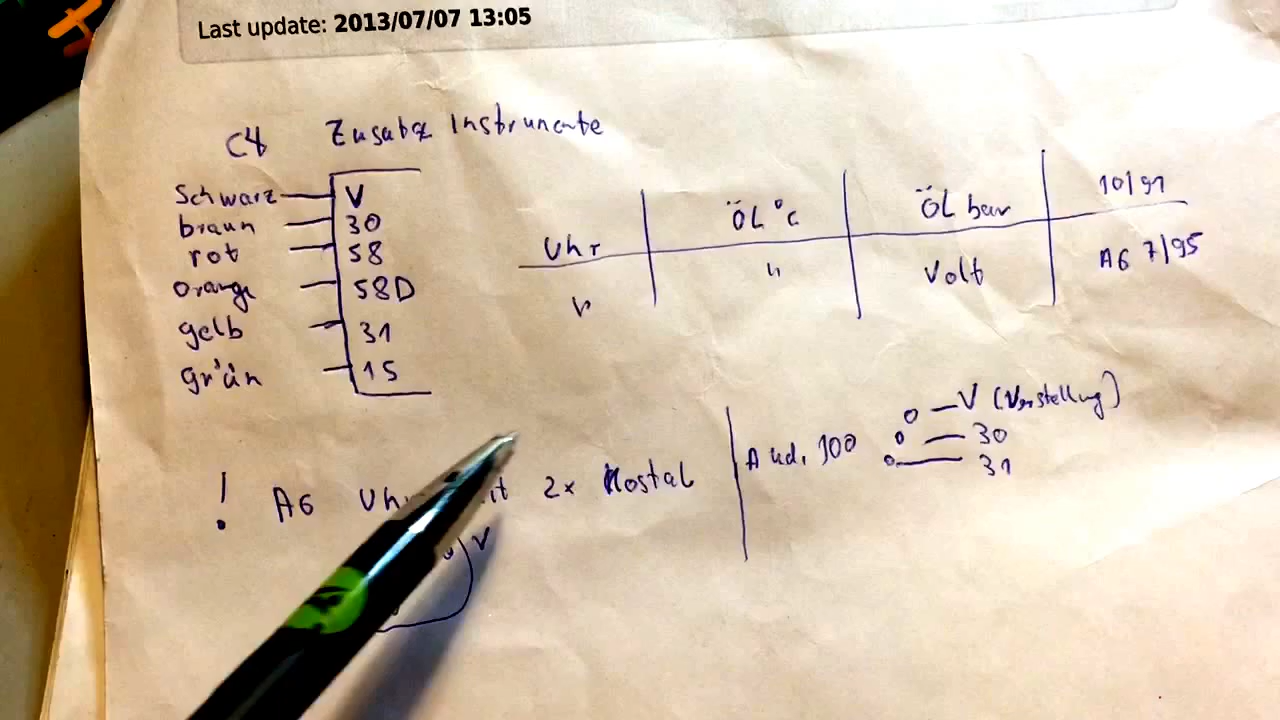 Last update: 2013/07/07 13:05
C4 Zusatz Instrumente
Schwarz V
braun 30
rot 58
orange 58D
gelb 31
grün 15
Uhr ÖL °C ÖL bar 10/91
Volt A6 7/95
! A6 2x Kostal
V
Aud. 100
V (Verstellung)
30
31